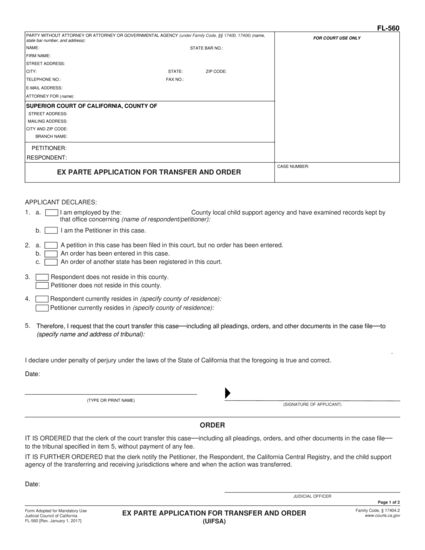 FL-560
PARTY WITHOUT ATTORNEY OR ATTORNEY OR GOVERNMENTAL AGENCY (under Family Code, §§ 17400, 17406) (name,
state bar number, and address):
FOR COURT USE ONLY
NAME: STATE BAR NO.:
FIRM NAME:
STREET ADDRESS:
CITY: STATE: ZIP CODE:
TELEPHONE NO.: FAX NO.:
E-MAIL ADDRESS:
ATTORNEY FOR (name):
SUPERIOR COURT OF CALIFORNIA, COUNTY OF
STREET ADDRESS:
MAILING ADDRESS:
CITY AND ZIP CODE:
BRANCH NAME:
PETITIONER:
RESPONDENT:
EX PARTE APPLICATION FOR TRANSFER AND ORDER
CASE NUMBER:
APPLICANT DECLARES:
1. a. I am employed by the: County local child support agency and have examined records kept by
that office concerning (name of respondent/petitioner):
b. I am the Petitioner in this case.
2. a. A petition in this case has been filed in this court, but no order has been entered.
b. An order has been entered in this case.
c. An order of another state has been registered in this court.
3. Respondent does not reside in this county.
Petitioner does not reside in this county.
4. Respondent currently resides in (specify county of residence):
Petitioner currently resides in (specify county of residence):
5. Therefore, I request that the court transfer this case—including all pleadings, orders, and other documents in the case file—to
(specify name and address of tribunal):
I declare under penalty of perjury under the laws of the State of California that the foregoing is true and correct.
Date:
(TYPE OR PRINT NAME) (SIGNATURE OF APPLICANT)
ORDER
IT IS ORDERED that the clerk of the court transfer this case—including all pleadings, orders, and other documents in the case file—
to the tribunal specified in item 5, without payment of any fee.
IT IS FURTHER ORDERED that the clerk notify the Petitioner, the Respondent, the California Central Registry, and the child support
agency of the transferring and receiving jurisdictions where and when the action was transferred.
Date:
JUDICIAL OFFICER
Page 1 of 2
Form Adopted for Mandatory Use
Judicial Council of California
FL-560 [Rev. January 1, 2017]
EX PARTE APPLICATION FOR TRANSFER AND ORDER
(UIFSA)
Family Code, § 17404.2
www.courts.ca.gov